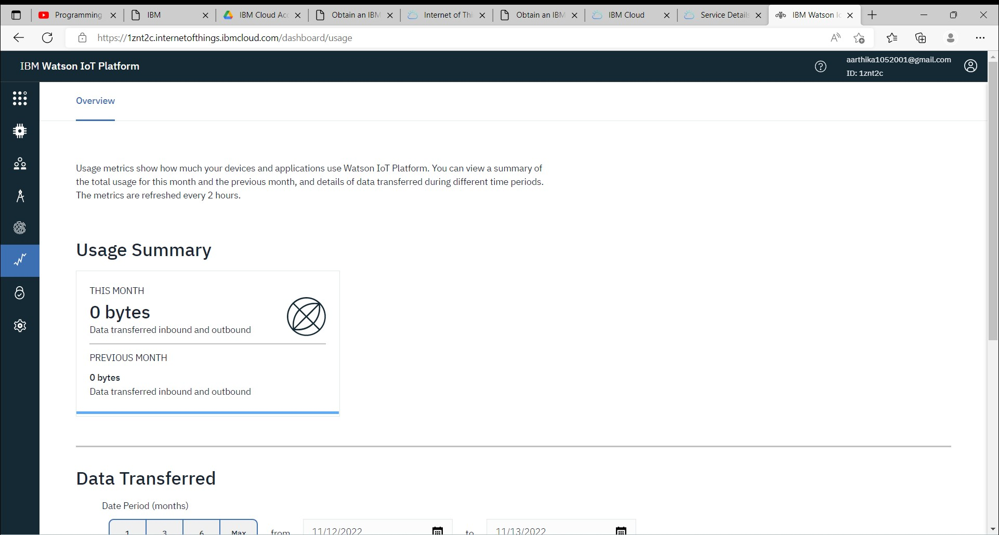 Programming
IBM
IBM Cloud Acc
Obtain an IBM
Internet of Thi
Obtain an IBM
IBM Cloud
Service Details
IBM Watson Io
https://1znt2c.internetofthings.ibmcloud.com/dashboard/usage
IBM Watson IoT Platform
aarthika1052001@gmail.com
ID: 1znt2c
Overview
Usage metrics show how much your devices and applications use Watson IoT Platform. You can view a summary of
the total usage for this month and the previous month, and details of data transferred during different time periods.
The metrics are refreshed every 2 hours.
Usage Summary
THIS MONTH
0 bytes
Data transferred inbound and outbound
PREVIOUS MONTH
0 bytes
Data transferred inbound and outbound
Data Transferred
Date Period (months)
1 3 6 Max from 11/12/2022 to 11/13/2022